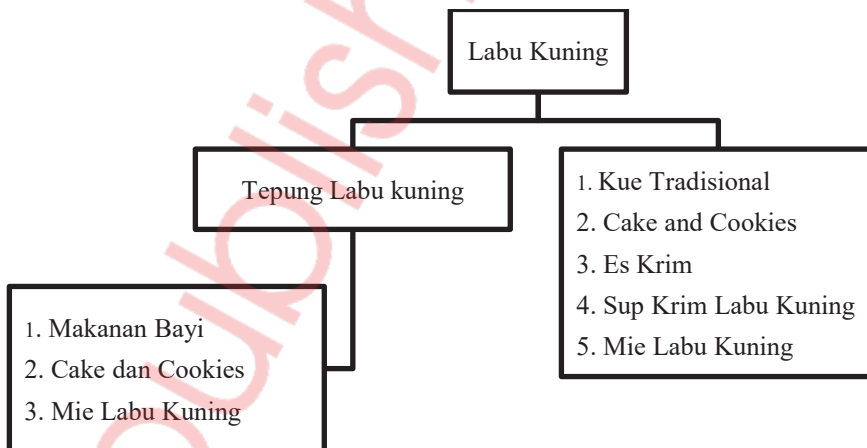 Labu Kuning
Tepung Labu kuning
1. Kue Tradisional
2. Cake and Cookies
3. Es Krim
4. Sup Krim Labu Kuning
5. Mie Labu Kuning
1. Makanan Bayi
2. Cake dan Cookies
3. Mie Labu Kuning
publish